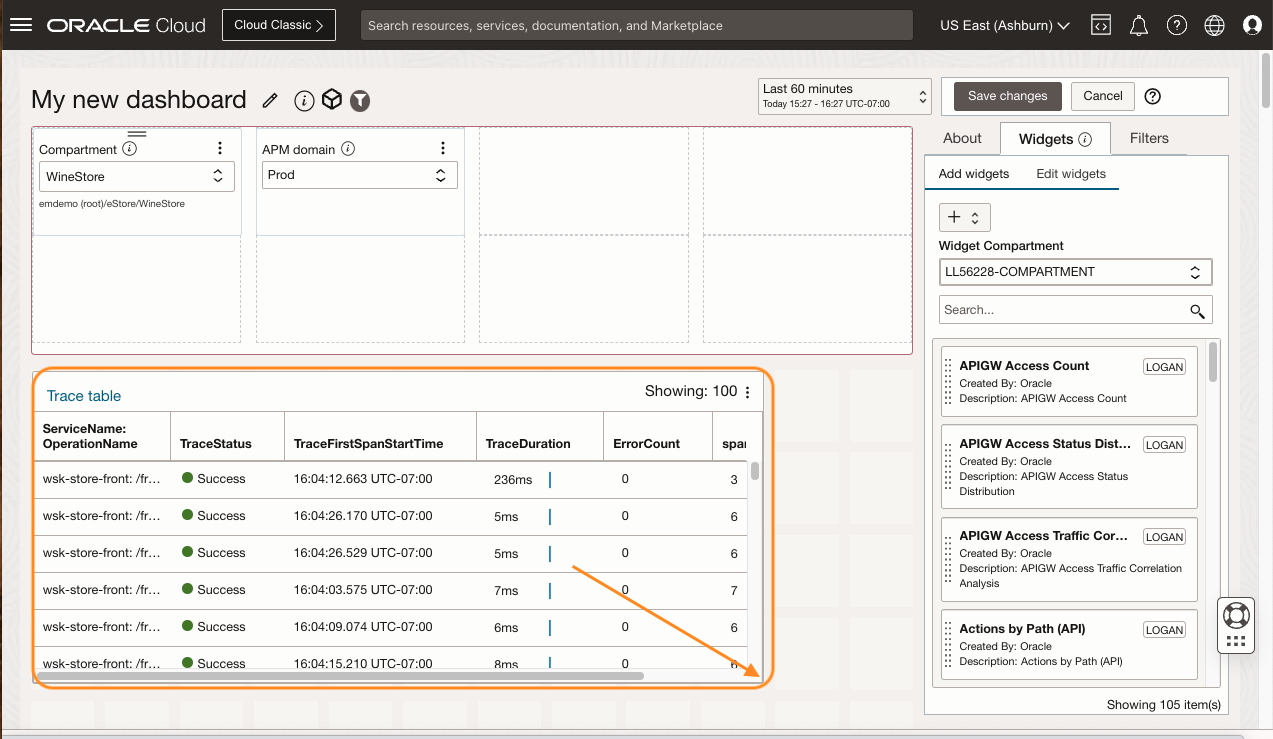 ORACLE Cloud
Cloud Classic
Search resources, services, documentation, and Marketplace
US East (Ashburn)
My new dashboard
Last 60 minutes
Today 15:27 - 16:27 UTC-07:00
Save changes
Cancel
Compartment
WineStore
emdemo (root)/eStore/WineStore
APM domain
Prod
About
Widgets
Filters
Add widgets
Edit widgets
Widget Compartment
LL56228-COMPARTMENT
Search...
APIGW Access Count
LOGAN
Created By: Oracle
Description: APIGW Access Count
APIGW Access Status Dist...
LOGAN
Created By: Oracle
Description: APIGW Access Status
Distribution
APIGW Access Traffic Cor...
LOGAN
Created By: Oracle
Description: APIGW Access Traffic Correlation
Analysis
Actions by Path (API)
LOGAN
Created By: Oracle
Description: Actions by Path (API)
Showing 105 item(s)
Trace table
Showing: 100
ServiceName:
OperationName
TraceStatus
TraceFirstSpanStartTime
TraceDuration
ErrorCount
spar
wsk-store-front: /fr... Success 16:04:12.663 UTC-07:00 236ms 0 3
wsk-store-front: /fr... Success 16:04:26.170 UTC-07:00 5ms 0 6
wsk-store-front: /fr... Success 16:04:26.529 UTC-07:00 5ms 0 6
wsk-store-front: /fr... Success 16:04:03.575 UTC-07:00 7ms 0 7
wsk-store-front: /fr... Success 16:04:09.074 UTC-07:00 6ms 0 6
wsk-store-front: /fr... Success 16:04:15.210 UTC-07:00 8ms 0 6